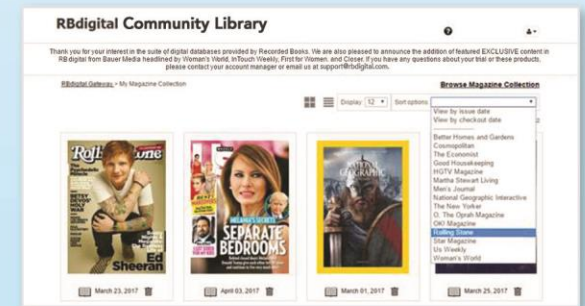 RBdigital Community Library
Thank you for your interest in the suite of digital databases provided by Recorded Books. We are also pleased to announce the addition of featured EXCLUSIVE content in
RBdigital from Bauer Media headlined by Woman's World, InTouch Weekly, First for Women, and Closer. If you have any questions about your trial or these products,
please contact your account manager or email us at support@rbdigital.com.
RBdigital Gateway > My Magazine Collection
Browse Magazine Collection
Display 12 Sort options
View by issue date
View by checkout date
Better Homes and Gardens
Cosmopolitan
The Economist
Good Housekeeping
HGTV Magazine
Martha Stewart Living
Men's Journal
National Geographic Interactive
The New Yorker
O, The Oprah Magazine
OK! Magazine
Rolling Stone
Star Magazine
Us Weekly
Woman's World
BETSY
DEVOS'
HOLY
WAR
Ed
Sheeran
MELANIA'S SECRETS
SEPARATE
BEDROOMS
GEOGRAPHIC
March 23, 2017
April 03, 2017
March 01, 2017
March 25, 2017